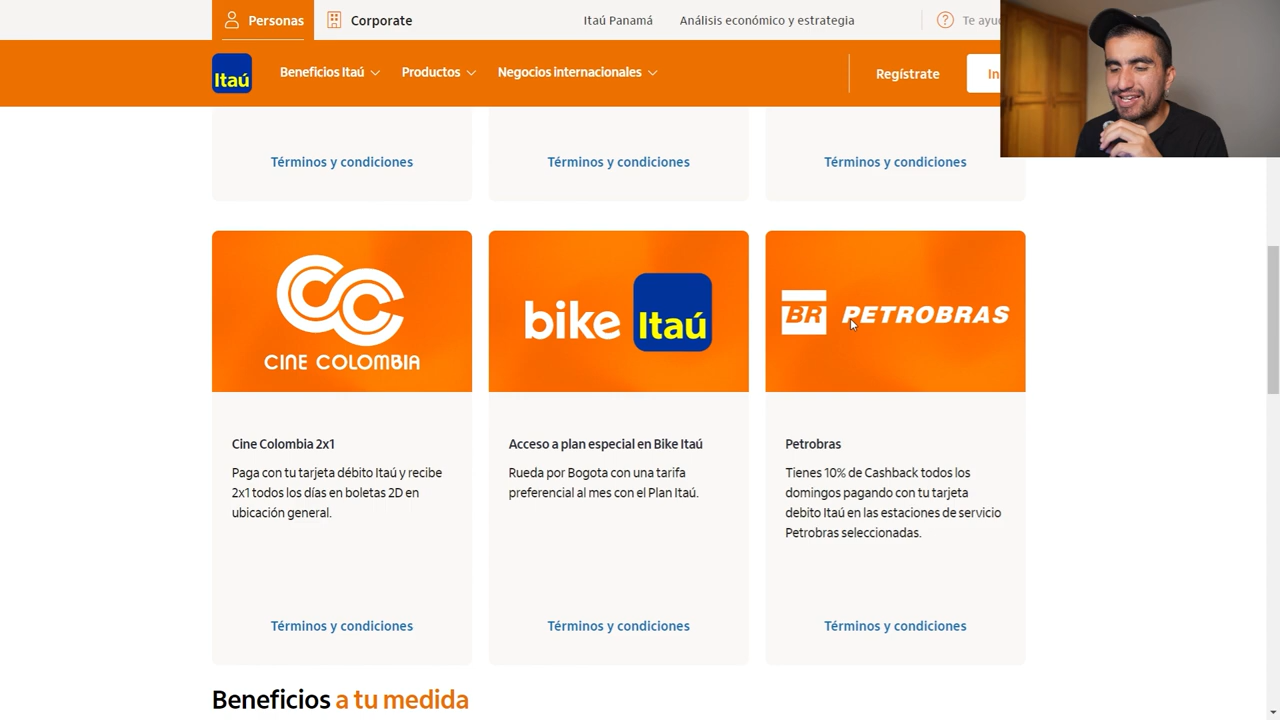 Personas
Corporate
Itaú Panamá
Análisis económico y estrategia
Te ayu
Itaú
Beneficios Itaú
Productos
Negocios internacionales
Regístrate
In
Términos y condiciones
Términos y condiciones
Términos y condiciones
CINE COLOMBIA
bike Itaú
BR PETROBRAS
Cine Colombia 2x1
Paga con tu tarjeta débito Itaú y recibe
2x1 todos los días en boletas 2D en
ubicación general.
Términos y condiciones
Acceso a plan especial en Bike Itaú
Rueda por Bogota con una tarifa
preferencial al mes con el Plan Itaú.
Términos y condiciones
Petrobras
Tienes 10% de Cashback todos los
domingos pagando con tu tarjeta
debito Itaú en las estaciones de servicio
Petrobras seleccionadas.
Términos y condiciones
Beneficios a tu medida